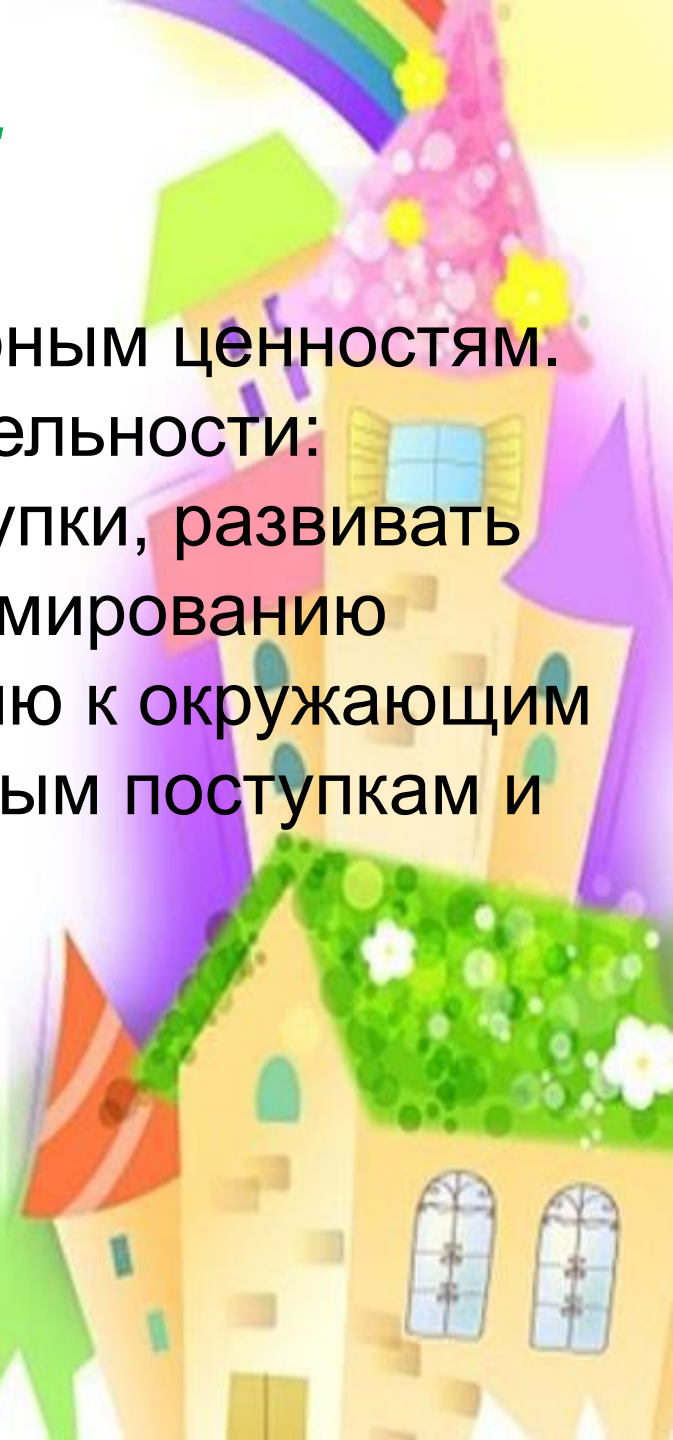 ным ценностям.
ельности:
упки, развивать
мированию
ию к окружающим
ым поступкам и